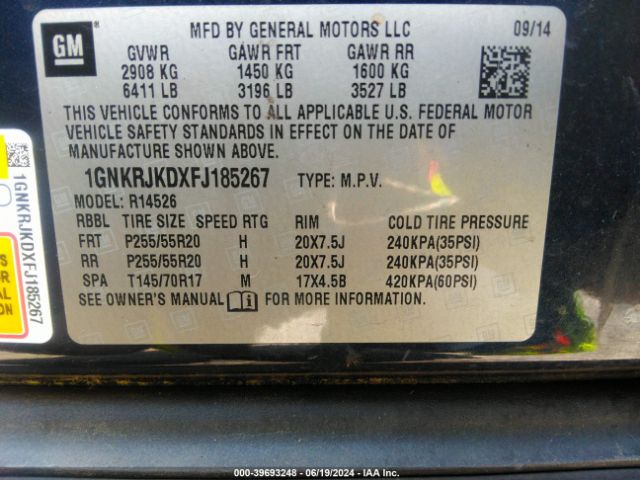 GM
MFD BY GENERAL MOTORS LLC 09/14
GVWR GAWR FRT GAWR RR
2908 KG 1450 KG 1600 KG
6411 LB 3196 LB 3527 LB
THIS VEHICLE CONFORMS TO ALL APPLICABLE U.S. FEDERAL MOTOR
VEHICLE SAFETY STANDARDS IN EFFECT ON THE DATE OF
MANUFACTURE SHOWN ABOVE.
1GNKRJKDXFJ185267 TYPE: M.P.V.
MODEL: R14526
RBBL TIRE SIZE SPEED RTG RIM COLD TIRE PRESSURE
FRT P255/55R20 H 20X7.5J 240KPA(35PSI)
RR P255/55R20 H 20X7.5J 240KPA(35PSI)
SPA T145/70R17 M 17X4.5B 420KPA(60PSI)
SEE OWNER'S MANUAL FOR MORE INFORMATION.
1GNKRJKDXFJ185267
000-39693248 - 06/19/2024 - IAA Inc.